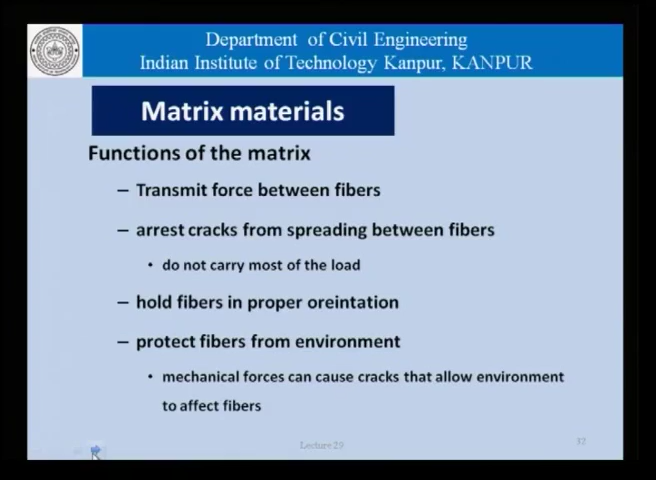 Department of Civil Engineering
Indian Institute of Technology Kanpur, KANPUR
Matrix materials
Functions of the matrix
– Transmit force between fibers
– arrest cracks from spreading between fibers
• do not carry most of the load
– hold fibers in proper oreintation
– protect fibers from environment
• mechanical forces can cause cracks that allow environment
to affect fibers
Lecture 29